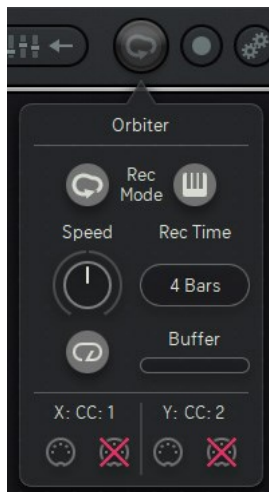 Orbiter
Rec
Mode
Speed
Rec Time
4 Bars
Buffer
X: CC: 1
Y: CC: 2